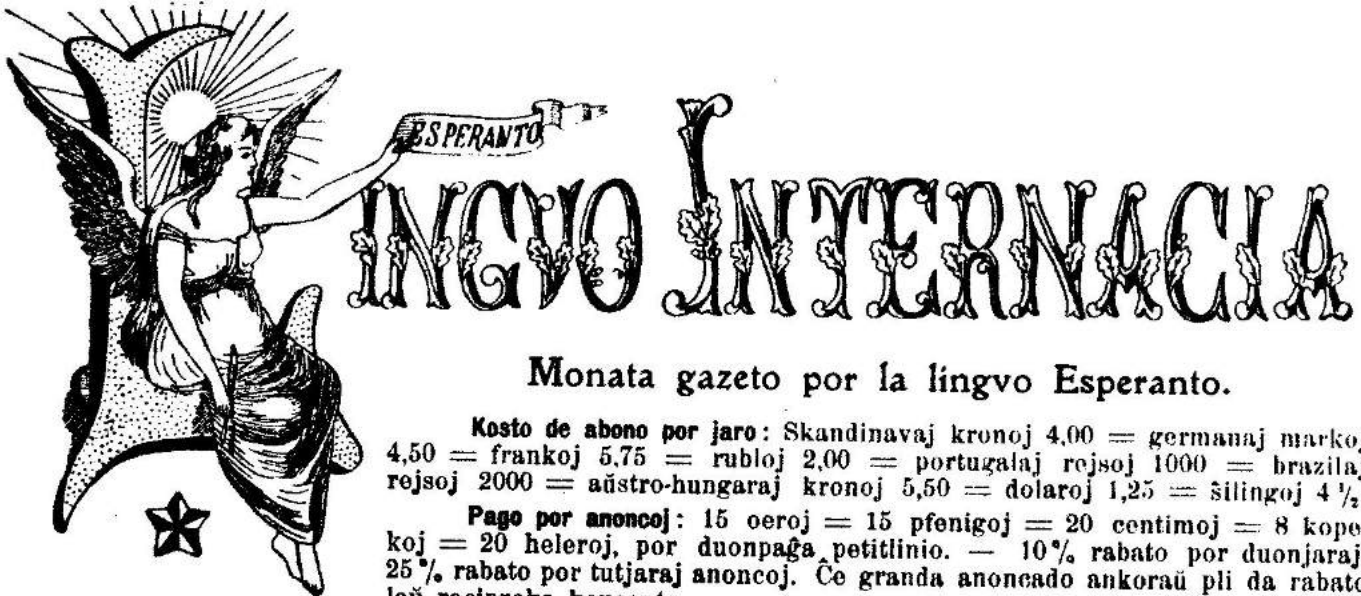 ESPERANTO
LINGVO INTERNACIA
Monata gazeto por la lingvo Esperanto.
Kosto de abono por jaro: Skandinavaj kronoj 4,00 = germanaj markoj
4,50 = frankoj 5,75 = rubloj 2,00 = portugalaj rejsoj 1000 = brazilaj
rejsoj 2000 = aŭstro-hungaraj kronoj 5,50 = dolaroj 1,25 = ŝilingoj 4 1/2
Pago por anoncoj: 15 oeroj = 15 pfenigoj = 20 centimoj = 8 kope
koj = 20 heleroj, por duonpaĝa petitlinio. — 10% rabato por duonjaraj
25% rabato por tutjaraj anoncoj. Ĉe granda anoncado ankoraŭ pli da rabato